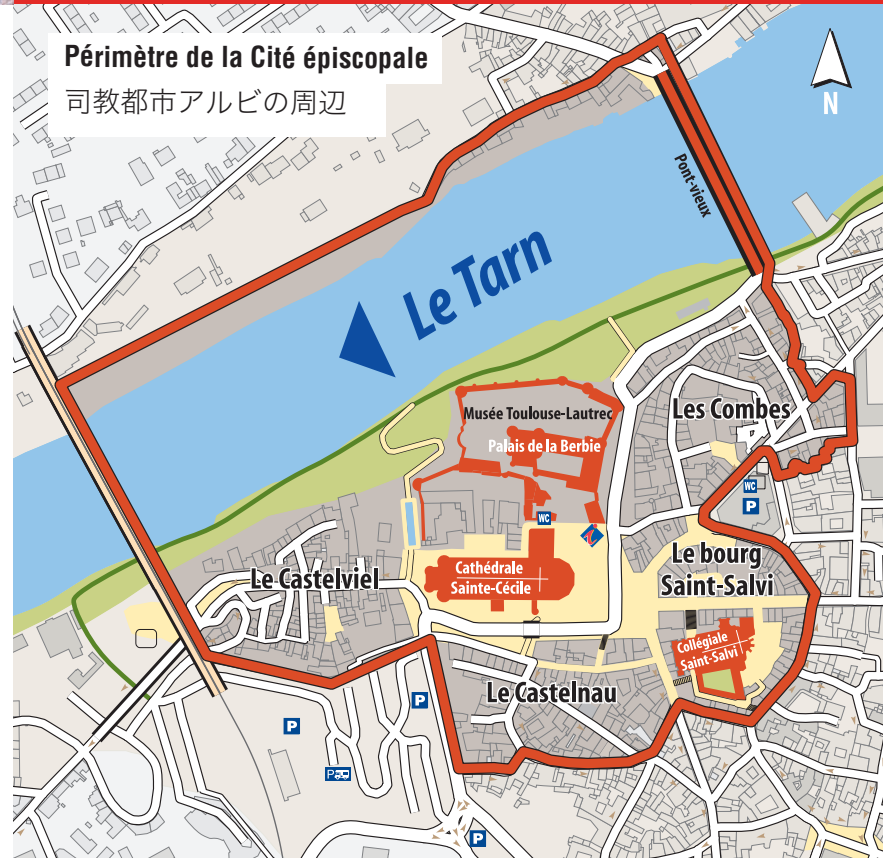 Périmètre de la Cité épiscopale
司教都市アルビの周辺
N
Pont-vieux
Le Tarn
Musée Toulouse-Lautrec
Palais de la Berbie
Les Combes
WC
P
WC
i
Le bourg
Saint-Salvi
Le Castelviel
Cathédrale
Sainte-Cécile
Collégiale
Saint-Salvi
Le Castelnau
P
P
P
P